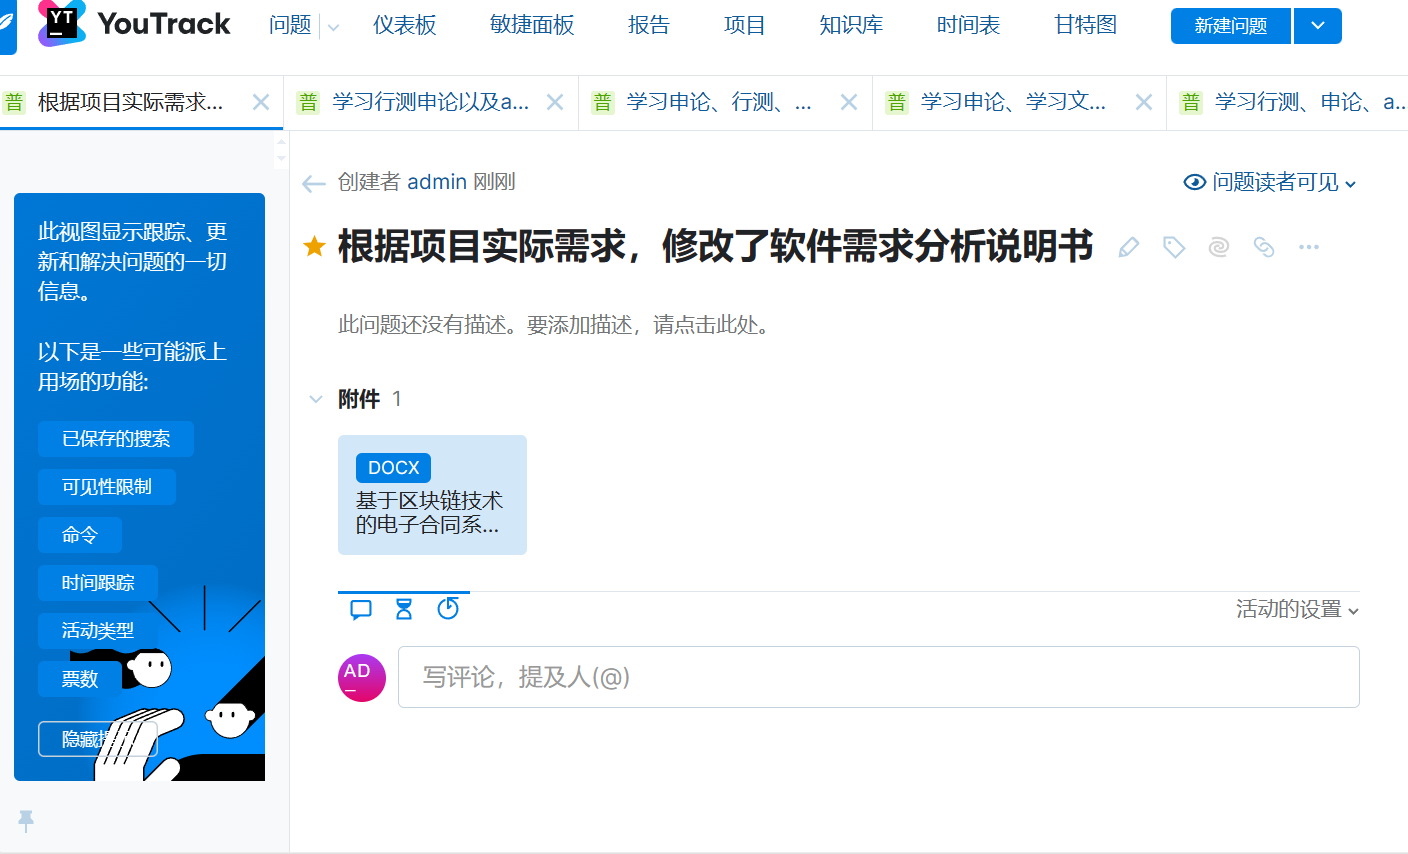 YT YouTrack 问题 仪表板 敏捷面板 报告 项目 知识库 时间表 甘特图 新建问题
普 根据项目实际需求... 普 学习行测申论以及a... 普 学习申论、行测、... 普 学习申论、学习文... 普 学习行测、申论、a...
此视图显示跟踪、更
新和解决问题的一切
信息。
以下是一些可能派上
用场的功能:
已保存的搜索
可见性限制
命令
时间跟踪
活动类型
票数
隐藏提
创建者 admin 刚刚
问题读者可见
根据项目实际需求，修改了软件需求分析说明书
此问题还没有描述。要添加描述，请点击此处。
附件 1
DOCX
基于区块链技术
的电子合同系...
活动的设置
AD
写评论，提及人(@)